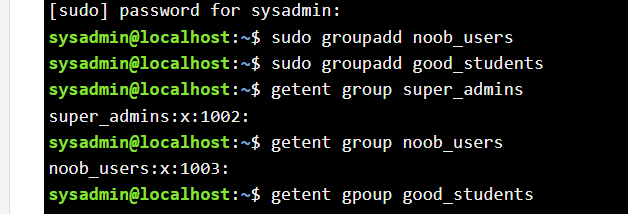 [sudo] password for sysadmin:
sysadmin@localhost:~$ sudo groupadd noob_users
sysadmin@localhost:~$ sudo groupadd good_students
sysadmin@localhost:~$ getent group super_admins
super_admins:x:1002:
sysadmin@localhost:~$ getent group noob_users
noob_users:x:1003:
sysadmin@localhost:~$ getent gpoup good_students